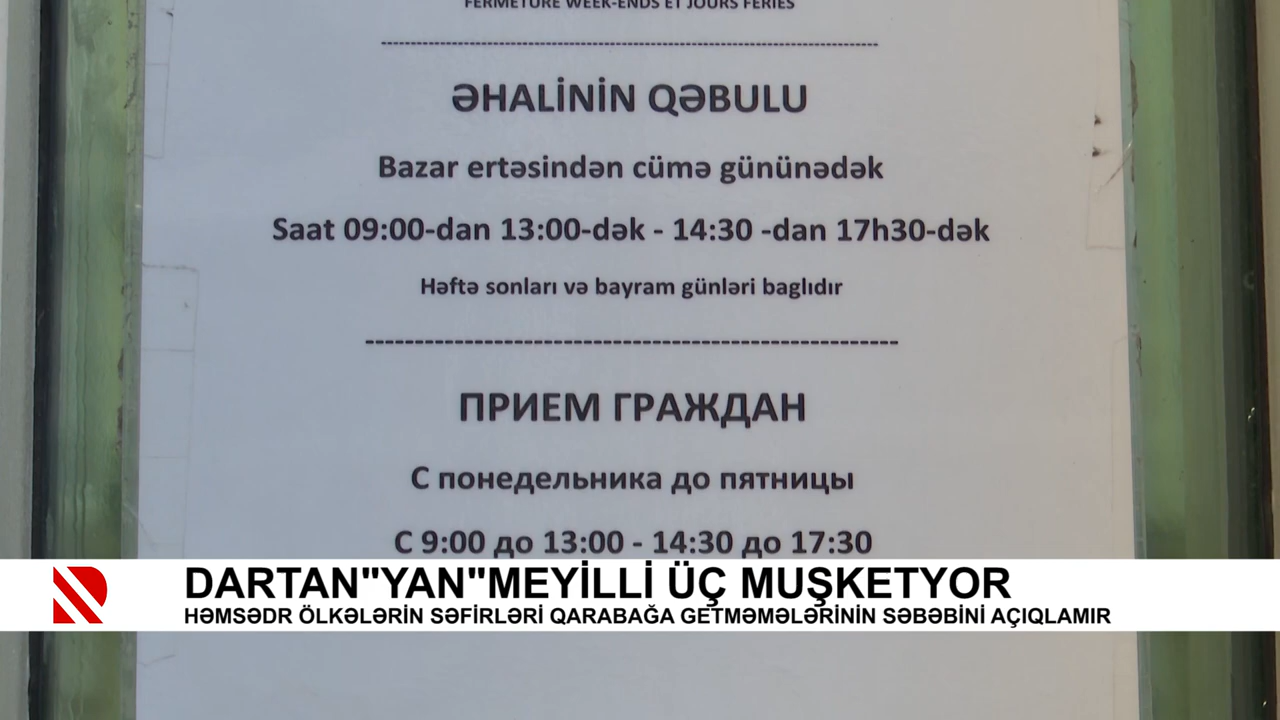 FERMETURE WEEK-ENDS ET JOURS FERIES
ƏHALİNİN QƏBULU
Bazar ertəsindən cümə gününədək
Saat 09:00-dan 13:00-dək - 14:30 -dan 17h30-dək
Həftə sonları və bayram günləri baglıdır
ПРИЕМ ГРАЖДАН
С понедельника до пятницы
С 9:00 до 13:00 - 14:30 до 17:30
DARTAN"YAN"MEYİLLİ ÜÇ MUŞKETYOR
HƏMSƏDR ÖLKƏLƏRİN SƏFİRLƏRİ QARABAĞA GETMƏMƏLƏRİNİN SƏBƏBİNİ AÇIQLAMIR